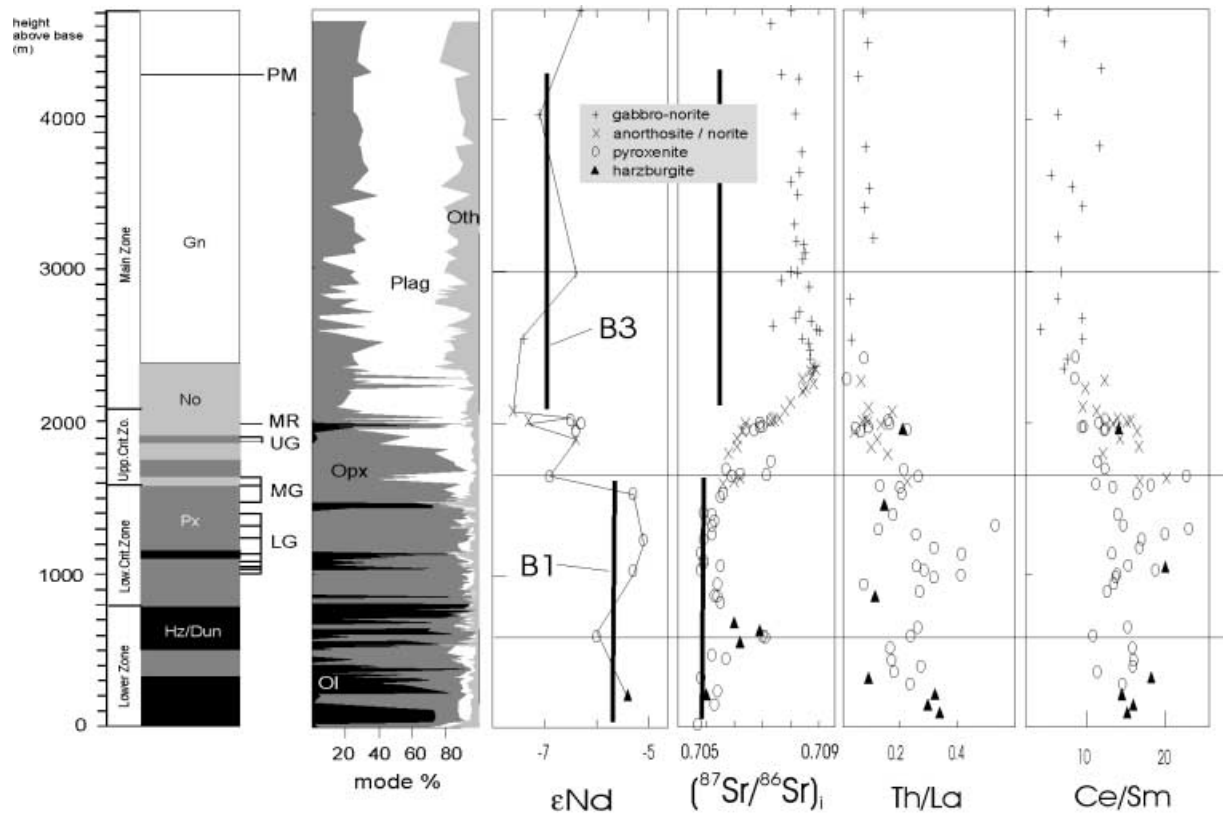 height
above base
(m)
4000
3000
2000
1000
0
Main Zone
Upp.Crit.Zo.
Low.Crit.Zone
Lower Zone
Gn
No
Px
Hz/Dun
PM
MR
UG
MG
LG
Oth
Plag
Opx
Ol
20 40 60 80
mode %
B3
B1
-7 -5
εNd
+ gabbro-norite
× anorthosite / norite
o pyroxenite
▲ harzburgite
0.705 0.709
(⁸⁷Sr/⁸⁶Sr)i
0.2 0.4
Th/La
10 20
Ce/Sm